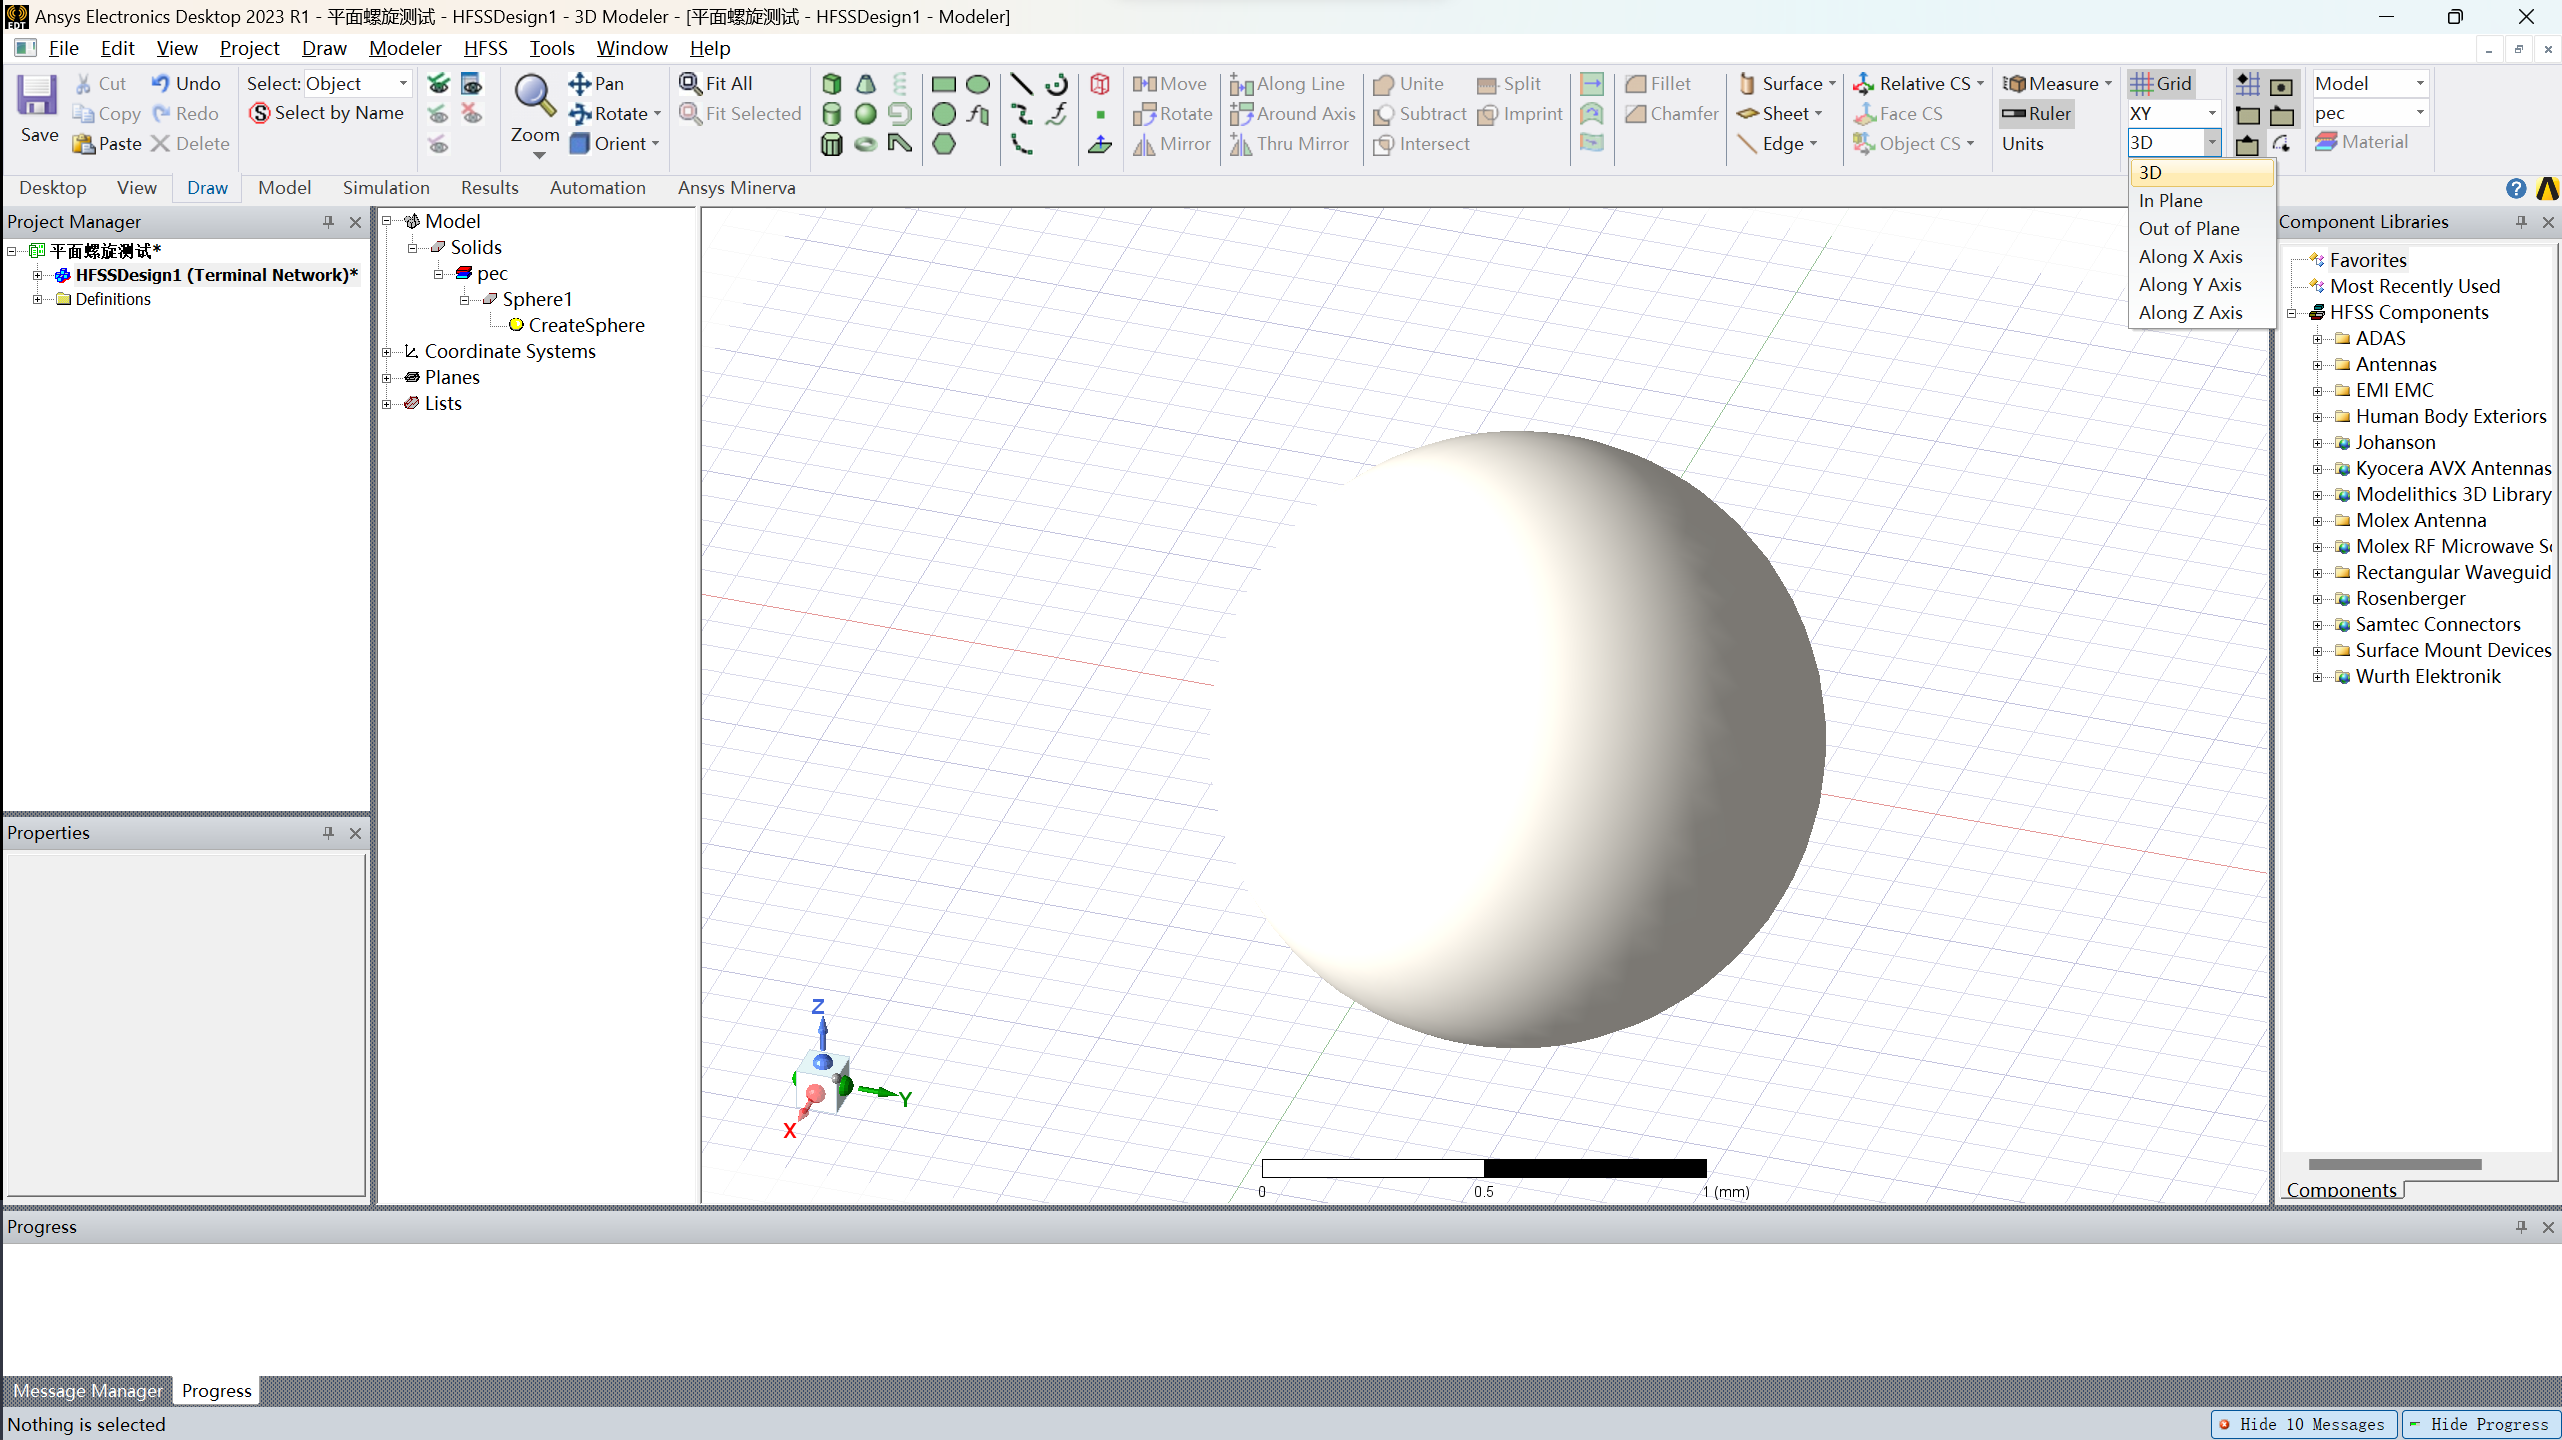 Ansys Electronics Desktop 2023 R1 - 平面螺旋测试 - HFSSDesign1 - 3D Modeler - [平面螺旋测试 - HFSSDesign1 - Modeler]
File Edit View Project Draw Modeler HFSS Tools Window Help
Save
Cut
Copy
Paste
Undo
Redo
Delete
Select: Object
Select by Name
Zoom
Pan
Rotate
Orient
Fit All
Fit Selected
Move
Rotate
Mirror
Along Line
Around Axis
Thru Mirror
Unite
Subtract
Intersect
Split
Imprint
Fillet
Chamfer
Surface
Sheet
Edge
Relative CS
Face CS
Object CS
Measure
Ruler
Units
Grid
XY
3D
Model
pec
Material
3D
In Plane
Out of Plane
Along X Axis
Along Y Axis
Along Z Axis
Desktop View Draw Model Simulation Results Automation Ansys Minerva
Project Manager
平面螺旋测试*
HFSSDesign1 (Terminal Network)*
Definitions
Properties
Model
Solids
pec
Sphere1
CreateSphere
Coordinate Systems
Planes
Lists
Z
Y
X
0 0.5 1 (mm)
Component Libraries
Favorites
Most Recently Used
HFSS Components
ADAS
Antennas
EMI EMC
Human Body Exteriors
Johanson
Kyocera AVX Antennas
Modelithics 3D Library
Molex Antenna
Molex RF Microwave
Rectangular Waveguid
Rosenberger
Samtec Connectors
Surface Mount Devices
Wurth Elektronik
Components
Progress
Message Manager Progress
Nothing is selected
Hide 10 Messages Hide Progress